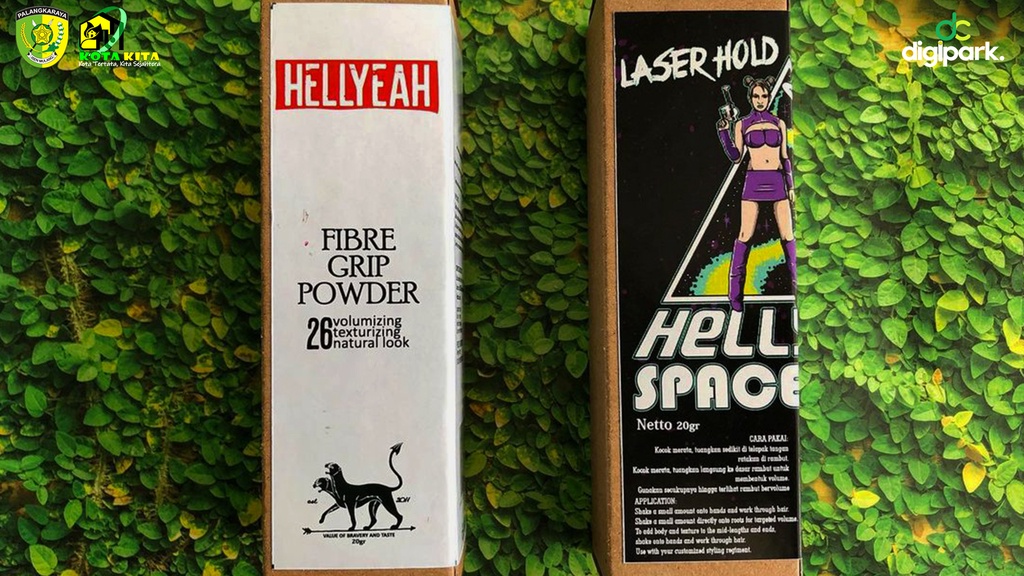 PALANGKARAYA
KOTAKITA
Kota Tertata, Kita Sejahtera
dc
digipark.
HELLYEAH
FIBRE
GRIP
POWDER
26 volumizing
texturizing
natural look
est.
VALUE OF BRAVERY AND TASTE
20gr
LASER HOLD
HELL
SPACE
Netto 20gr
CARA PAKAI:
Kocok merata, tuangkan sedikit di telapak tangan
ratakan di rambut.
Kocok merata, tuangkan langsung ke dasar rambut untuk
membentuk volume.
Gunakan secukupnya hingga terlihat rambut bervolume
APPLICATION:
Shake a small amount onto hands and work through hair.
Shake a small amount directly onto roots for targeted volume
To add body and texture to the mid-lengths and ends,
shake onto hands and work through hair.
Use with your customized styling regiment.